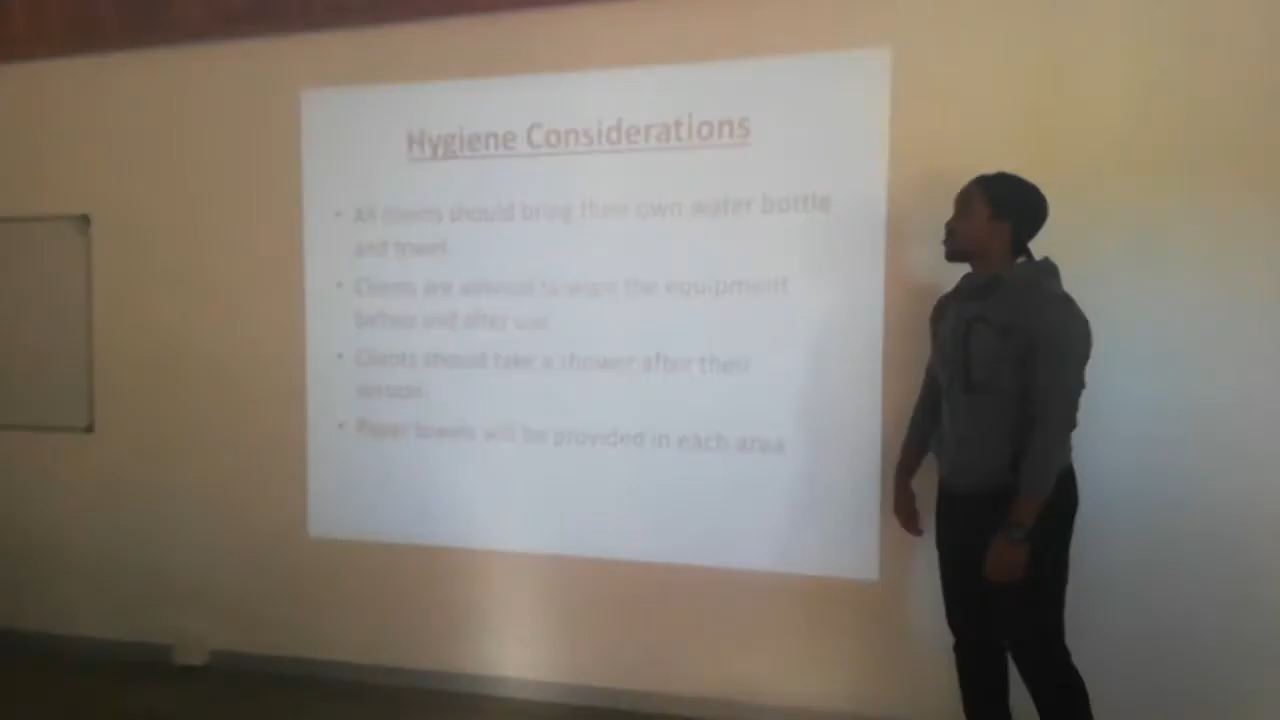 Hygiene Considerations
• All clients should bring their own water bottle
and towel.
• Clients are advised to wipe the equipment
before and after use.
• Clients should take a shower after their
session.
• Paper towels will be provided in each area